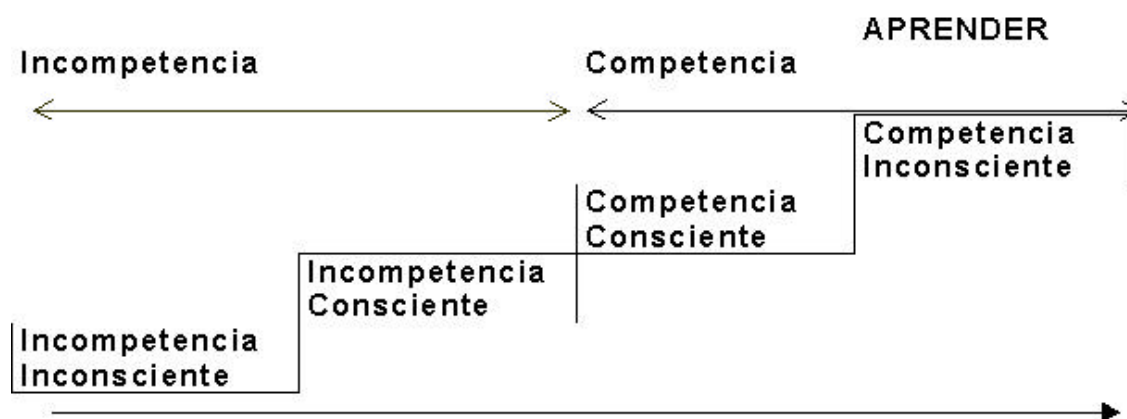 APRENDER
Incompetencia
Competencia
Competencia
Inconsciente
Competencia
Consciente
Incompetencia
Consciente
Incompetencia
Inconsciente